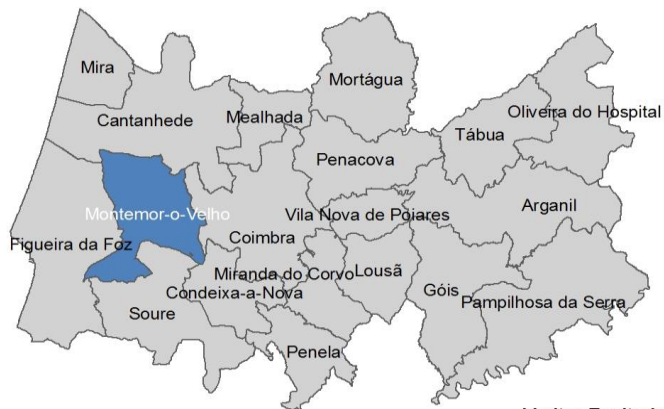 Mira
Mortágua
Cantanhede
Mealhada
Oliveira do Hospital
Tábua
Penacova
Arganil
Montemor-o-Velho
Vila Nova de Poiares
Coimbra
Figueira da Foz
Miranda do Corvo
Lousã
Condeixa-a-Nova
Góis
Pampilhosa da Serra
Soure
Penela